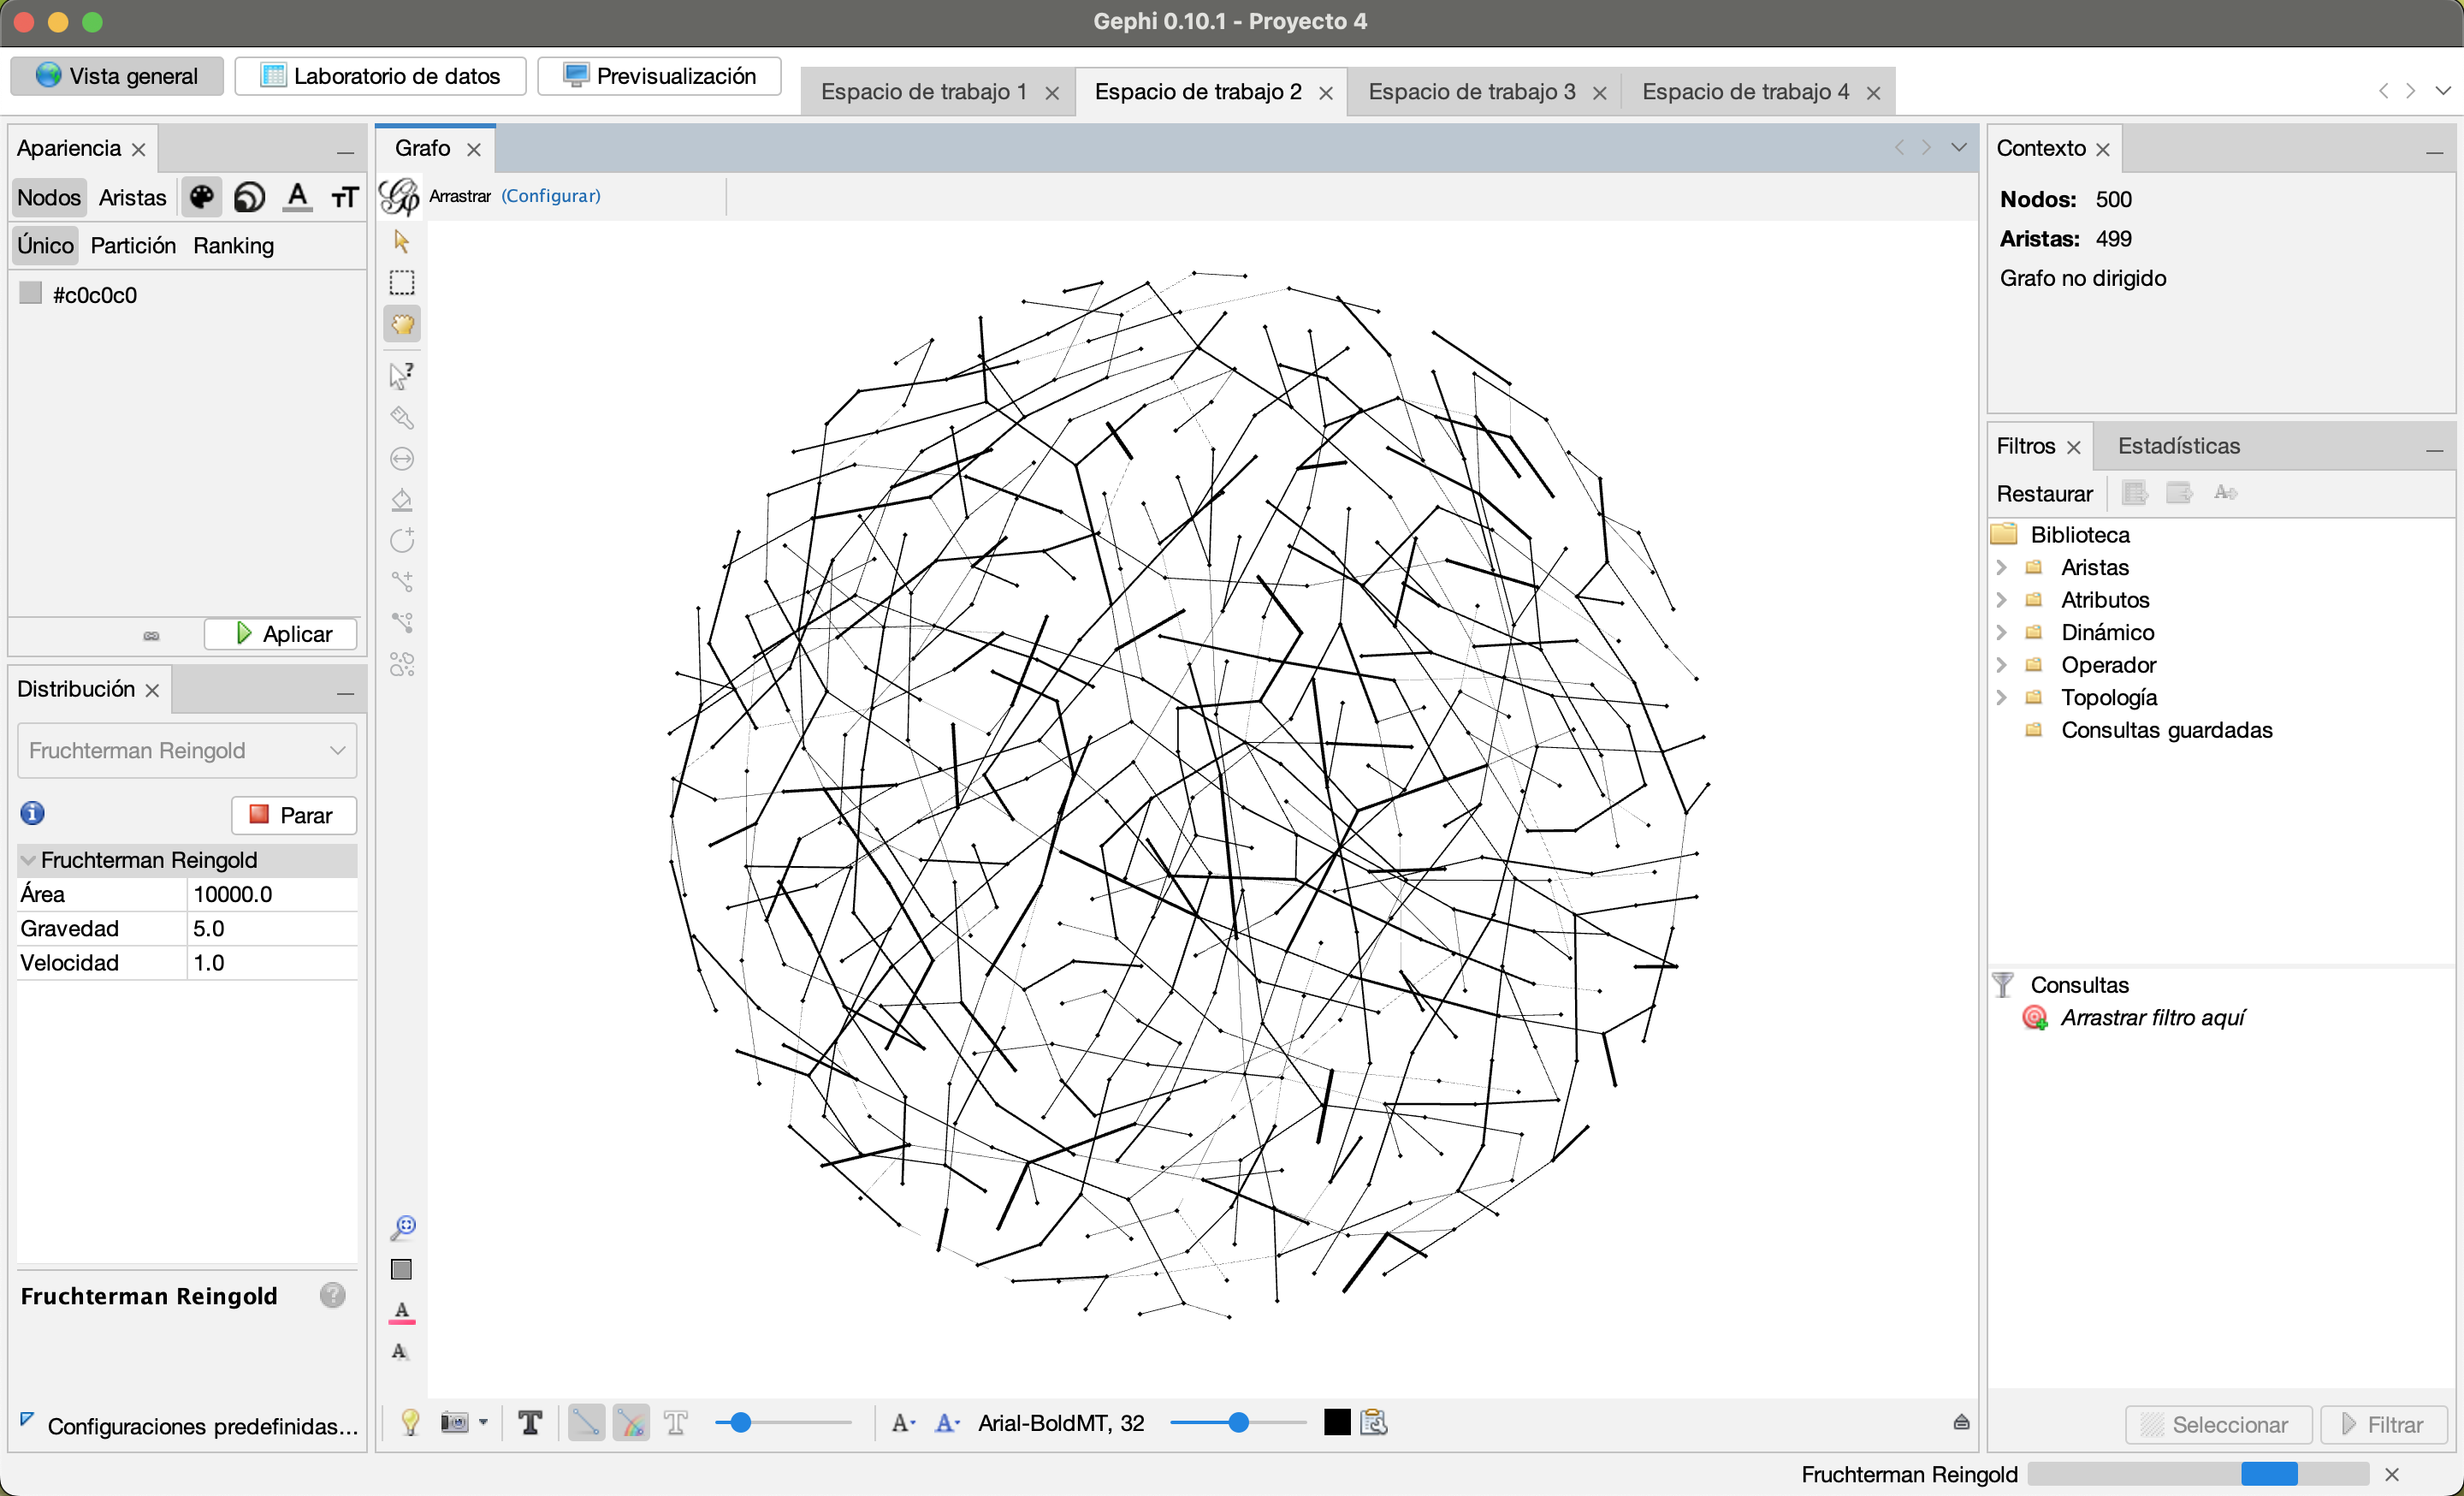 Gephi 0.10.1 - Proyecto 4
Vista general
Laboratorio de datos
Previsualización
Espacio de trabajo 1
Espacio de trabajo 2
Espacio de trabajo 3
Espacio de trabajo 4
Apariencia
Nodos Aristas
Único Partición Ranking
#c0c0c0
Aplicar
Distribución
Fruchterman Reingold
Parar
Fruchterman Reingold
Área 10000.0
Gravedad 5.0
Velocidad 1.0
Fruchterman Reingold
Configuraciones predefinidas...
Grafo
Arrastrar (Configurar)
Arial-BoldMT, 32
Contexto
Nodos: 500
Aristas: 499
Grafo no dirigido
Filtros Estadísticas
Restaurar
Biblioteca
Aristas
Atributos
Dinámico
Operador
Topología
Consultas guardadas
Consultas
Arrastrar filtro aquí
Seleccionar Filtrar
Fruchterman Reingold